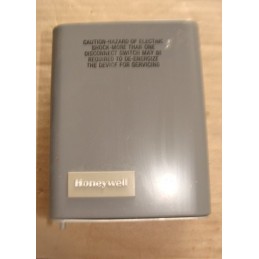 CAUTION-HAZARD OF ELECTRIC
SHOCK-MORE THAN ONE
DISCONNECT SWITCH MAY BE
REQUIRED TO DE-ENERGIZE
THE DEVICE FOR SERVICING.
Honeywell